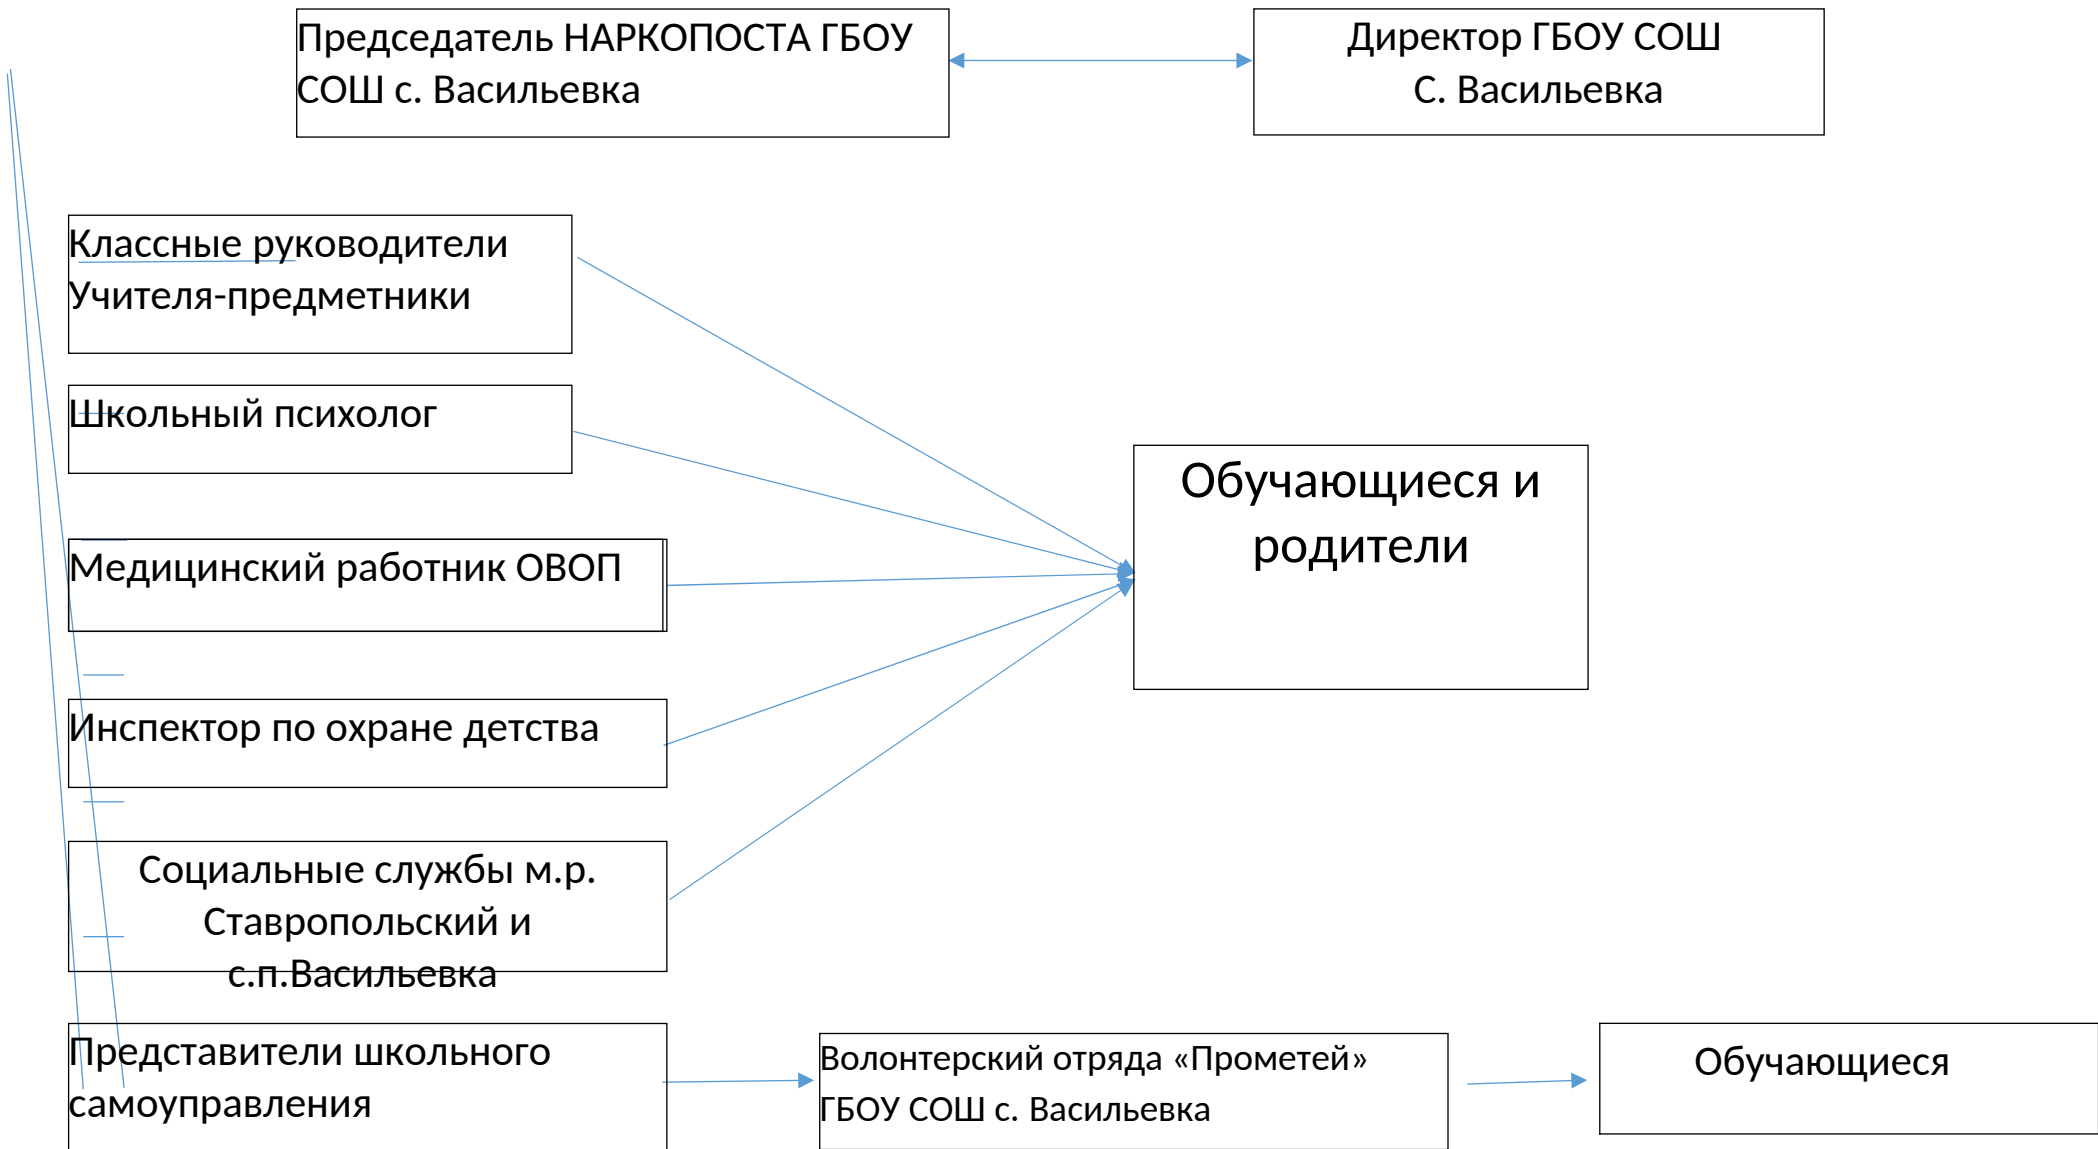 Председатель НАРКОПОСТА ГБОУ
СОШ с. Васильевка
Директор ГБОУ СОШ
С. Васильевка
Классные руководители
Учителя-предметники
Школьный психолог
Медицинский работник ОВОП
Инспектор по охране детства
Социальные службы м.р.
Ставропольский и
с.п.Васильевка
Обучающиеся и
родители
Представители школьного
самоуправления
Волонтерский отряда «Прометей»
ГБОУ СОШ с. Васильевка
Обучающиеся